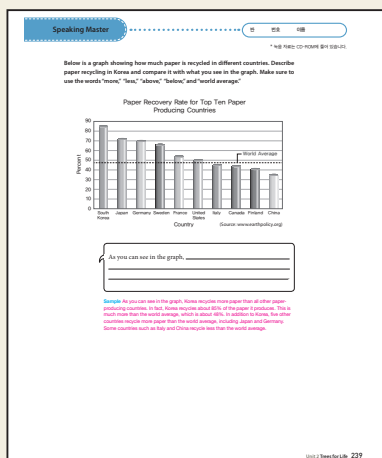 Speaking Master
반 번호 이름
* 녹음 자료는 CD-ROM에 들어 있습니다.
Below is a graph showing how much paper is recycled in different countries. Describe
paper recycling in Korea and compare it with what you see in the graph. Make sure to
use the words "more," "less," "above," "below," and "world average."
Paper Recovery Rate for Top Ten Paper
Producing Countries
Percent
90
80
70
60
50
40
30
20
10
0
World Average
South Korea Japan Germany Sweden France United States Italy Canada Finland China
Country
(Source: www.earthpolicy.org)
As you can see in the graph,
Sample As you can see in the graph, Korea recycles more paper than all other paper-
producing countries. In fact, Korea recycles about 85% of the paper it produces. This is
much more than the world average, which is about 48%. In addition to Korea, five other
countries recycle more paper than the world average, including Japan and Germany.
Some countries such as Italy and China recycle less than the world average.
Unit 2 Trees for Life 239